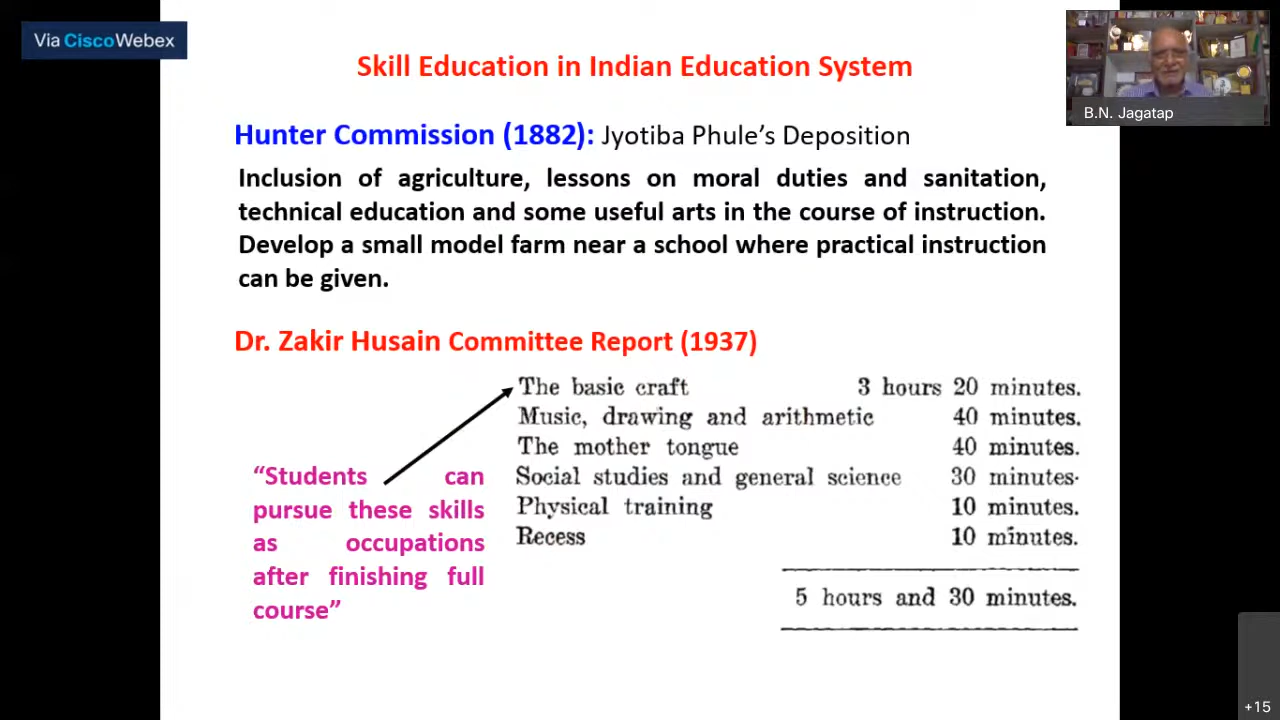 Via Cisco Webex
Skill Education in Indian Education System
B.N. Jagatap
Hunter Commission (1882): Jyotiba Phule's Deposition
Inclusion of agriculture, lessons on moral duties and sanitation,
technical education and some useful arts in the course of instruction.
Develop a small model farm near a school where practical instruction
can be given.
Dr. Zakir Husain Committee Report (1937)
The basic craft 3 hours 20 minutes.
Music, drawing and arithmetic 40 minutes.
The mother tongue 40 minutes.
Social studies and general science 30 minutes.
Physical training 10 minutes.
Recess 10 minutes.
5 hours and 30 minutes.
“Students can
pursue these skills
as occupations
after finishing full
course”
+15